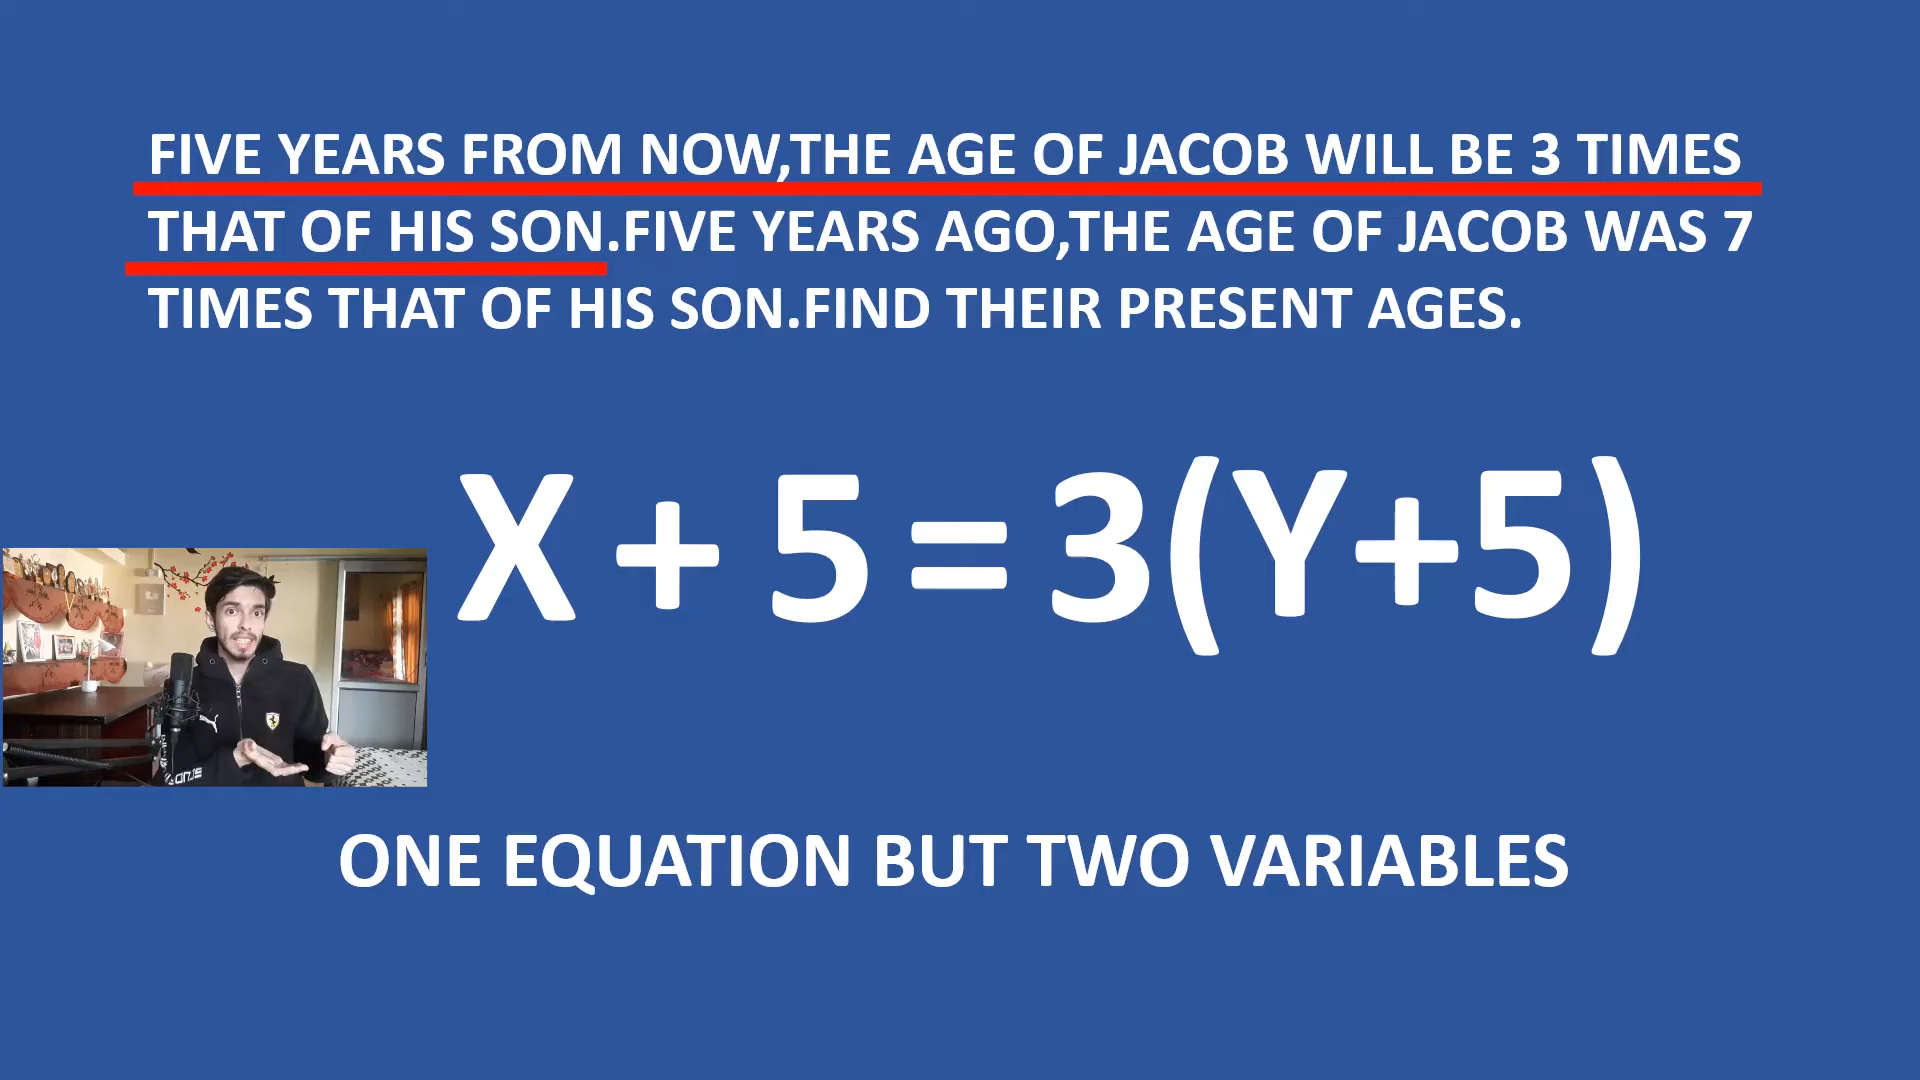 FIVE YEARS FROM NOW,THE AGE OF JACOB WILL BE 3 TIMES
THAT OF HIS SON.FIVE YEARS AGO,THE AGE OF JACOB WAS 7
TIMES THAT OF HIS SON.FIND THEIR PRESENT AGES.
X + 5 = 3(Y+5)
ONE EQUATION BUT TWO VARIABLES